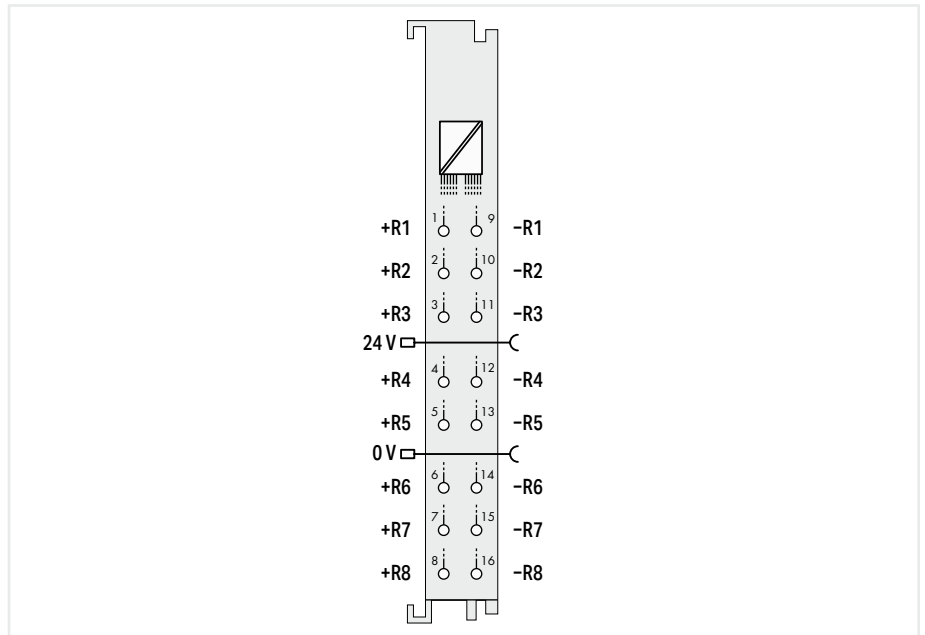 +R1 1 9 −R1
+R2 2 10 −R2
+R3 3 11 −R3
24 V
+R4 4 12 −R4
+R5 5 13 −R5
0 V
+R6 6 14 −R6
+R7 7 15 −R7
+R8 8 16 −R8